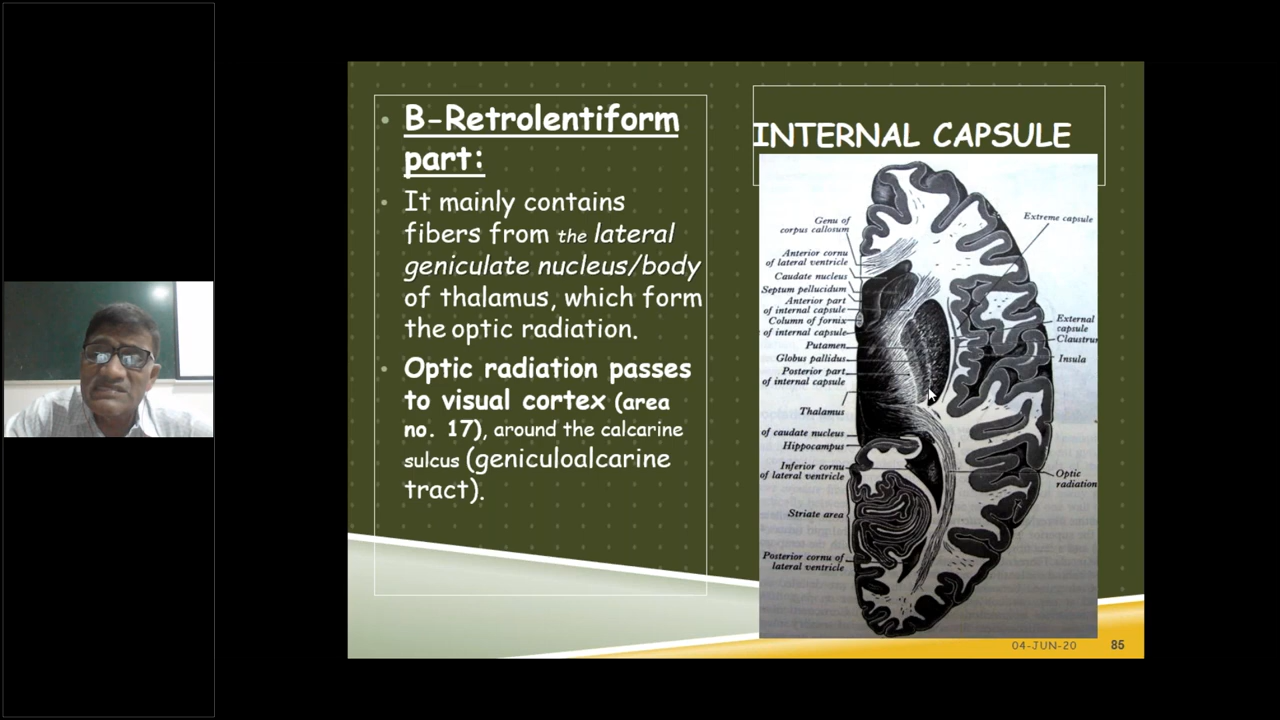 B-Retrolentiform
part:
It mainly contains
fibers from the lateral
geniculate nucleus/body
of thalamus, which form
the optic radiation.
Optic radiation passes
to visual cortex (area
no. 17), around the calcarine
sulcus (geniculoalcarine
tract).
INTERNAL CAPSULE
Genu of
corpus callosum
Anterior cornu
of lateral ventricle
Caudate nucleus
Septum pellucidum
Anterior part
of internal capsule
Column of fornix
of internal capsule
Putamen
Globus pallidus
Posterior part
of internal capsule
Thalamus
of caudate nucleus
Hippocampus
Inferior cornu
of lateral ventricle
Striate area
Posterior cornu of
lateral ventricle
Extreme capsule
External
capsule
Claustru
Insula
Optic
radiation
04-JUN-20
85